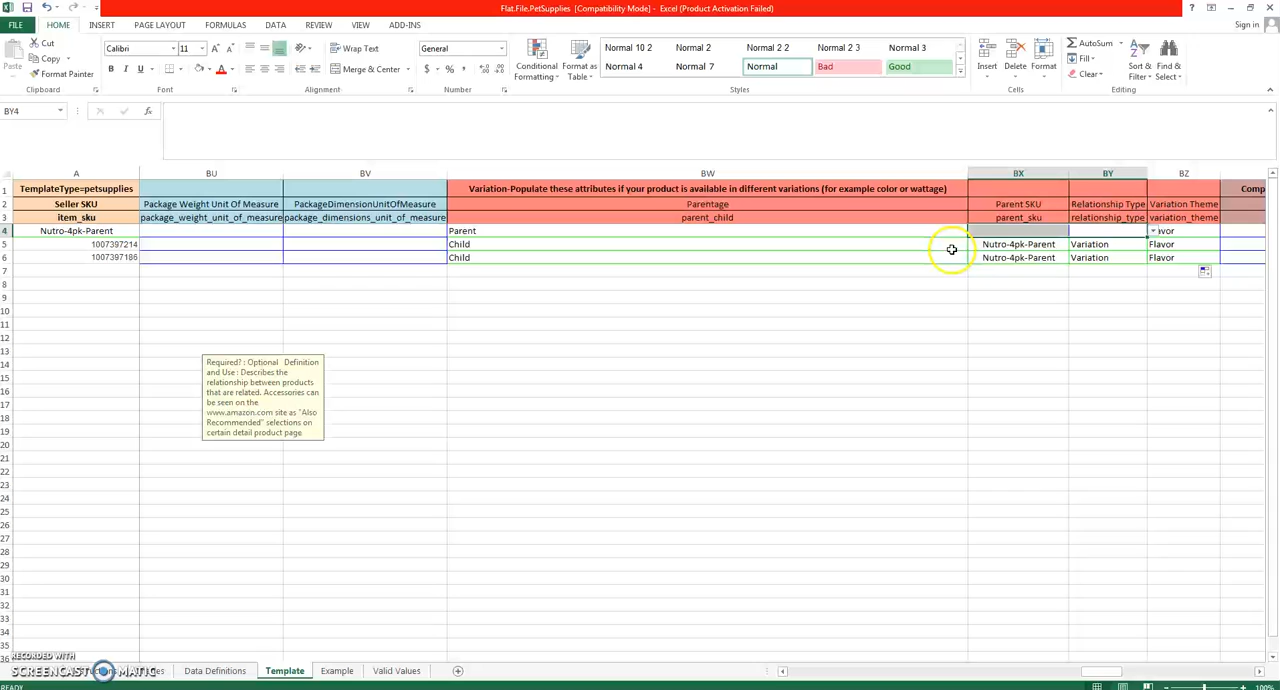 Flat.File.PetSupplies [Compatibility Mode] - Excel (Product Activation Failed)
FILE HOME INSERT PAGE LAYOUT FORMULAS DATA REVIEW VIEW ADD-INS Sign in
Paste Cut Copy Format Painter
Calibri 11 B I U
Wrap Text Merge & Center
General $ % ,
Conditional Formatting Format as Table
Normal 10 2 Normal 2 Normal 2 2 Normal 2 3 Normal 3
Normal 4 Normal 7 Normal Bad Good
Insert Delete Format
AutoSum Fill Clear Sort & Filter Find & Select
Clipboard Font Alignment Number Styles Cells Editing
BY4 fx
A BU BV BW BX BY BZ
1 TemplateType=petsupplies Variation-Populate these attributes if your product is available in different variations (for example color or wattage) Comp
2 Seller SKU Package Weight Unit Of Measure PackageDimensionUnitOfMeasure Parentage Parent SKU Relationship Type Variation Theme
3 item_sku package_weight_unit_of_measure package_dimensions_unit_of_measure parent_child parent_sku relationship_type variation_theme
4 Nutro-4pk-Parent Parent avor
5 1007397214 Child Nutro-4pk-Parent Variation Flavor
6 1007397186 Child Nutro-4pk-Parent Variation Flavor
7
8
9
10
11
12
13
14
15
16
17
18
19
20
21
22
23
24
25
26
27
28
29
30
31
32
33
34
35
36
Required? : Optional Definition
and Use : Describes the
relationship between products
that are related. Accessories can
be seen on the
www.amazon.com site as "Also
Recommended" selections on
certain detail product page
RECORDED WITH
SCREENCAST MATIC
Data Definitions Template Example Valid Values
READY 100%